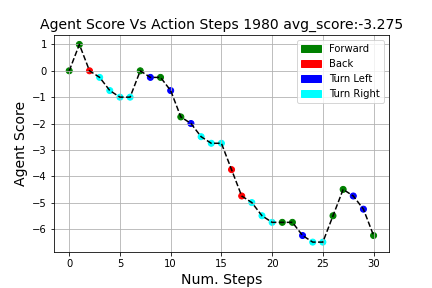 Agent Score Vs Action Steps 1980 avg_score:-3.275
Forward
Back
Turn Left
Turn Right
Agent Score
1
0
−1
−2
−3
−4
−5
−6
0 5 10 15 20 25 30
Num. Steps